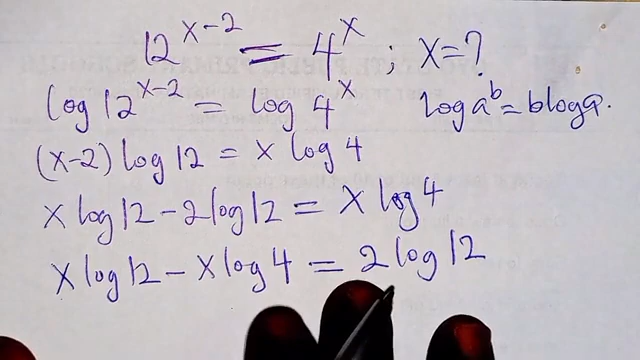 12^{x-2} = 4^x ; x=?
log 12^{x-2} = log 4^x log a^b = b log a.
(x-2) log 12 = x log 4
x log 12 - 2 log 12 = x log 4
x log 12 - x log 4 = 2 log 12